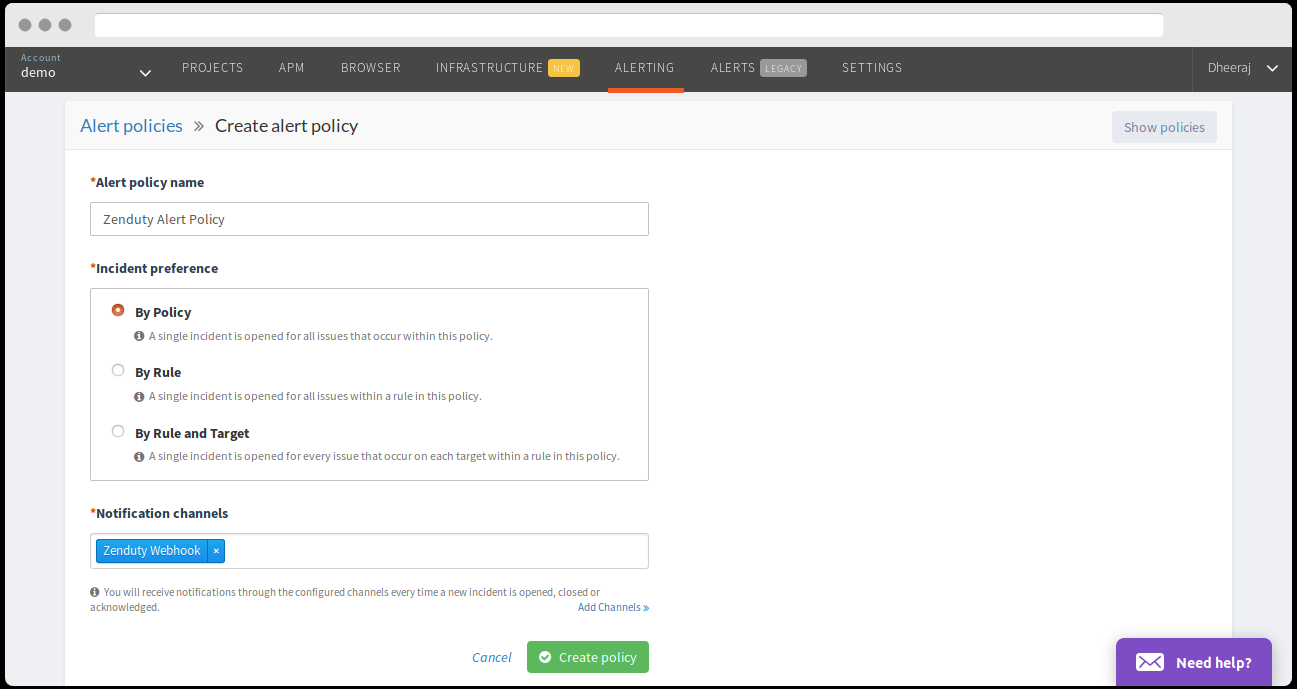 Account
demo
PROJECTS APM BROWSER INFRASTRUCTURE NEW ALERTING ALERTS LEGACY SETTINGS Dheeraj
Alert policies » Create alert policy Show policies
*Alert policy name
Zenduty Alert Policy
*Incident preference
By Policy
A single incident is opened for all issues that occur within this policy.
By Rule
A single incident is opened for all issues within a rule in this policy.
By Rule and Target
A single incident is opened for every issue that occur on each target within a rule in this policy.
*Notification channels
Zenduty Webhook ×
You will receive notifications through the configured channels every time a new incident is opened, closed or
acknowledged. Add Channels »
Cancel Create policy
Need help?